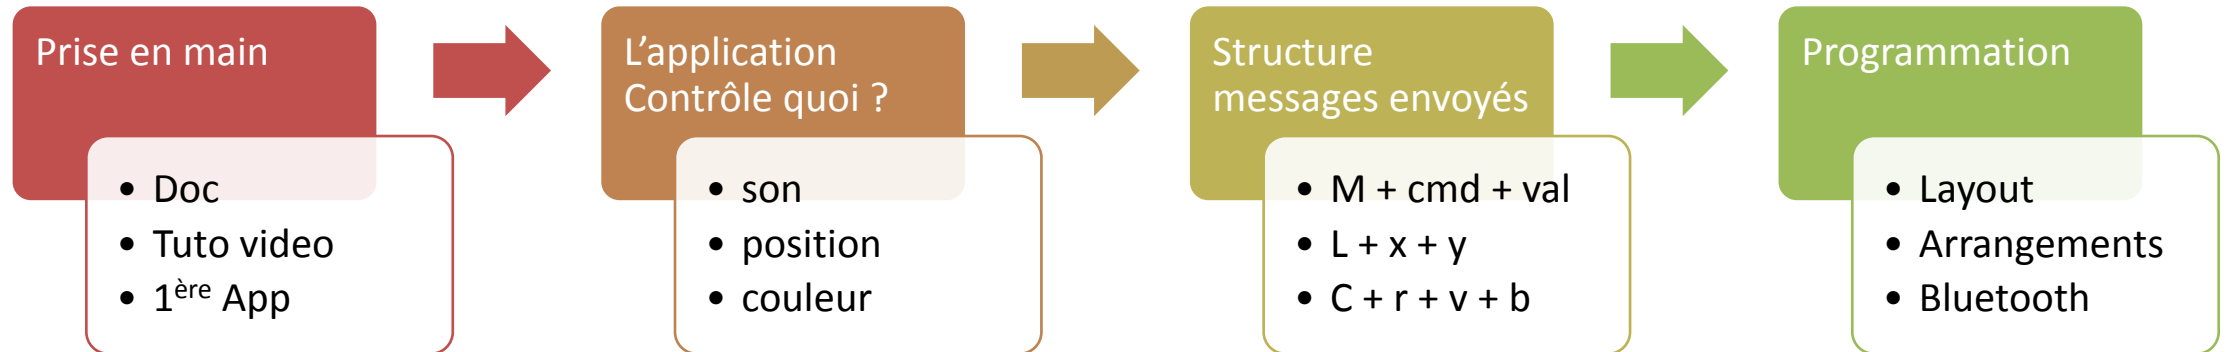 Prise en main
• Doc
• Tuto video
• 1ère App
L’application
Contrôle quoi ?
• son
• position
• couleur
Structure
messages envoyés
• M + cmd + val
• L + x + y
• C + r + v + b
Programmation
• Layout
• Arrangements
• Bluetooth